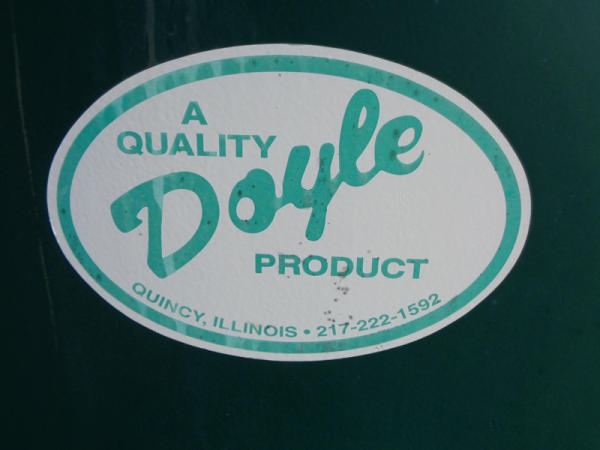 A
QUALITY
Doyle
PRODUCT
QUINCY, ILLINOIS • 217-222-1592